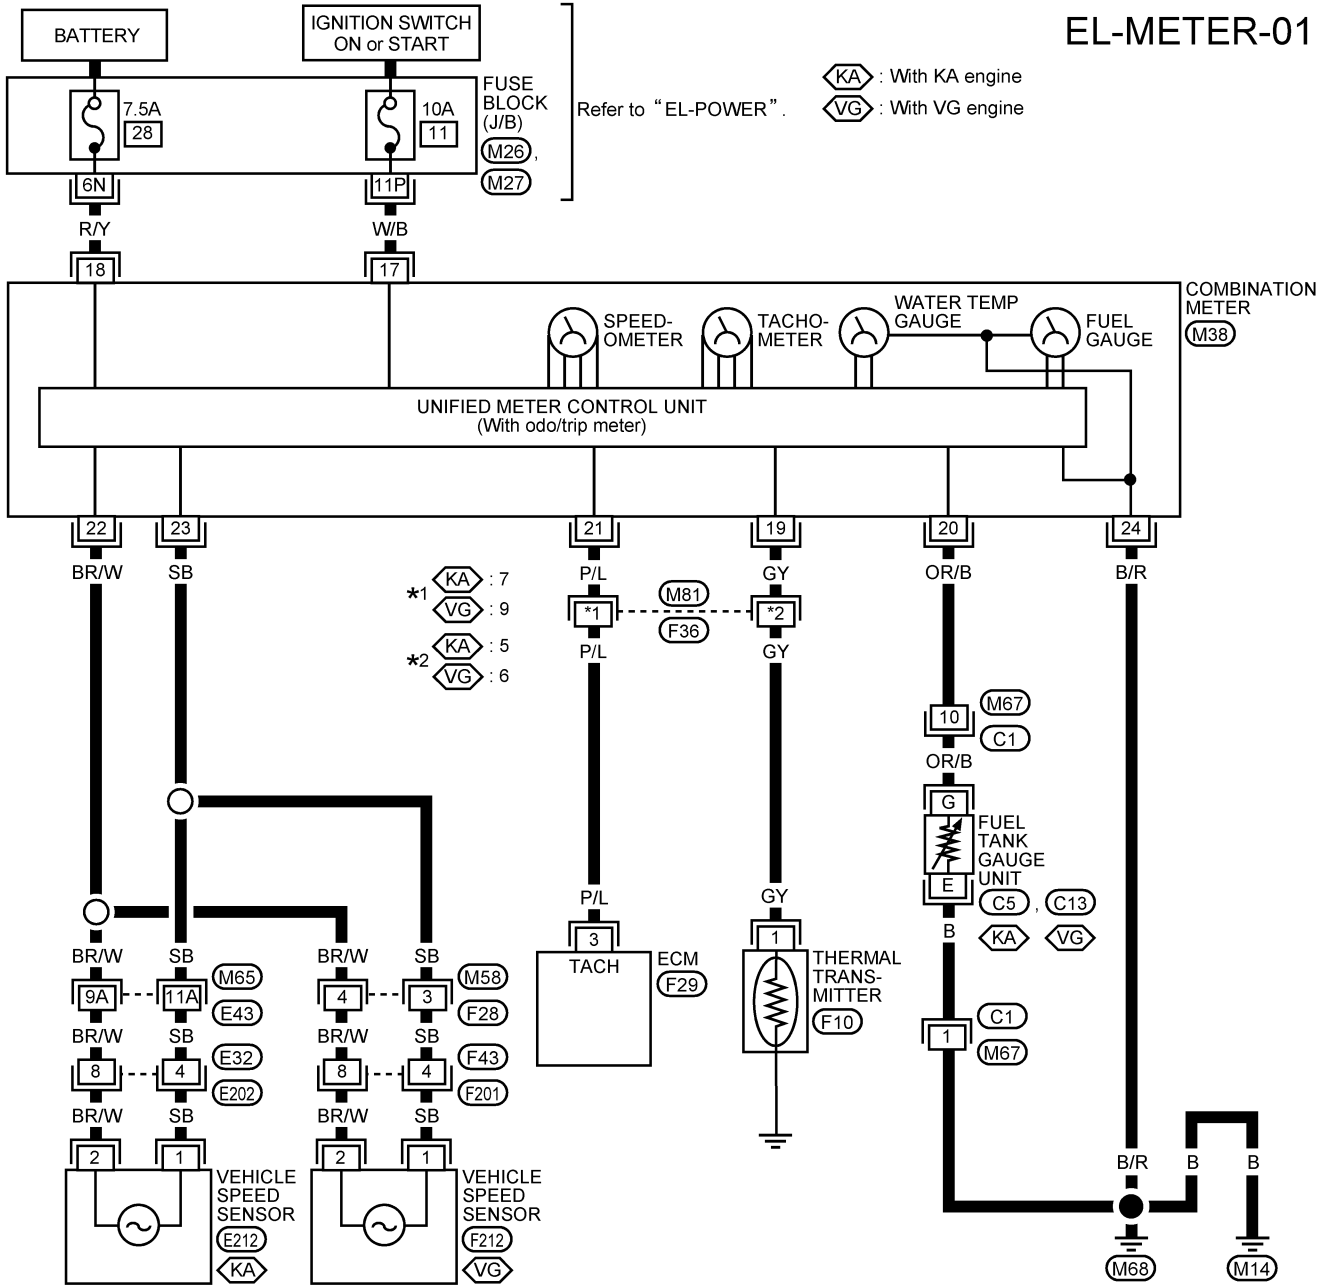 EL-METER-01
BATTERY
IGNITION SWITCH
ON or START
KA : With KA engine
VG : With VG engine
7.5A
28
10A
11
FUSE
BLOCK
(J/B)
M26 ,
M27
Refer to “EL-POWER”.
6N
11P
R/Y
W/B
18
17
COMBINATION
METER
M38
SPEED-
OMETER
TACHO-
METER
WATER TEMP
GAUGE
FUEL
GAUGE
UNIFIED METER CONTROL UNIT
(With odo/trip meter)
22
23
21
19
20
24
BR/W
SB
P/L
GY
OR/B
B/R
*1
KA : 7
VG : 9
*2
KA : 5
VG : 6
*1
M81
F36
*2
P/L
GY
10
M67
C1
OR/B
G
FUEL
TANK
GAUGE
UNIT
E
C5 , C13
KA VG
B
1
C1
M67
P/L
GY
3
TACH
ECM
F29
1
THERMAL
TRANS-
MITTER
F10
BR/W
SB
BR/W
SB
9A
11A
M65
E43
4
3
M58
F28
BR/W
SB
BR/W
SB
8
4
E32
E202
8
4
F43
F201
BR/W
SB
BR/W
SB
2
1
2
1
VEHICLE
SPEED
SENSOR
E212
KA
VEHICLE
SPEED
SENSOR
F212
VG
B/R
B
B
M68
M14